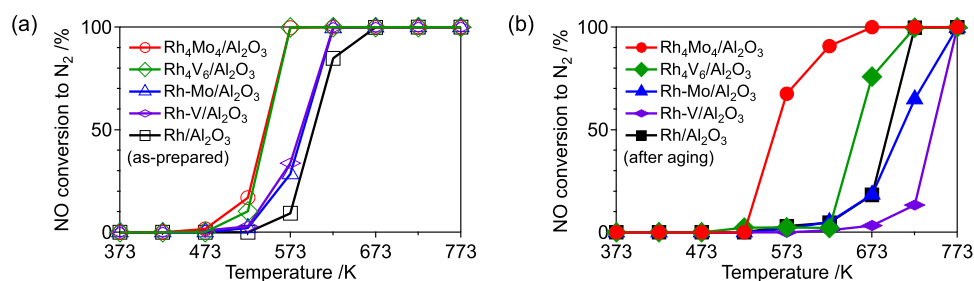 (a)
NO conversion to N₂ /%
100
50
0
Rh₄Mo₄/Al₂O₃
Rh₄V₆/Al₂O₃
Rh-Mo/Al₂O₃
Rh-V/Al₂O₃
Rh/Al₂O₃
(as-prepared)
373 473 573 673 773
Temperature /K
(b)
NO conversion to N₂ /%
100
50
0
Rh₄Mo₄/Al₂O₃
Rh₄V₆/Al₂O₃
Rh-Mo/Al₂O₃
Rh-V/Al₂O₃
Rh/Al₂O₃
(after aging)
373 473 573 673 773
Temperature /K